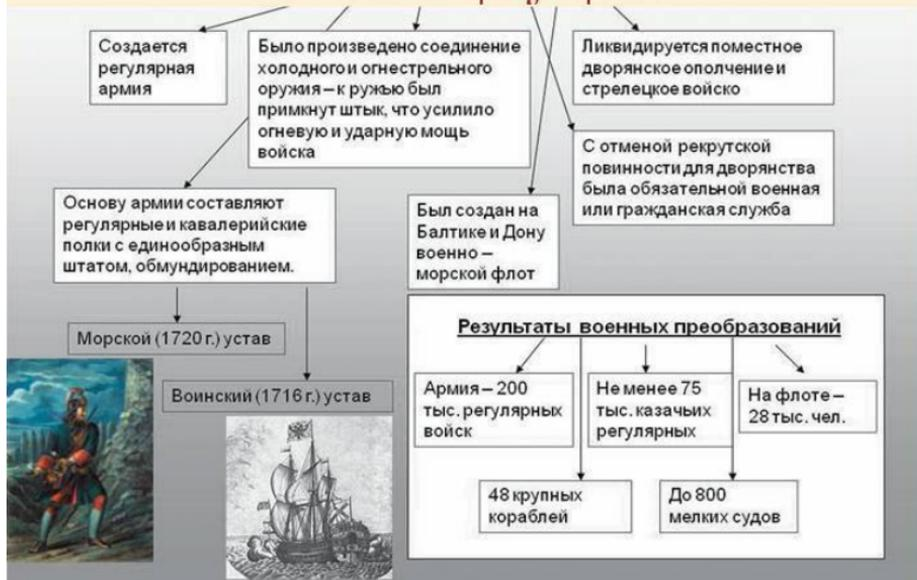 Создается
регулярная
армия
Было произведено соединение
холодного и огнестрельного
оружия – к ружью был
примкнут штык, что усилило
огневую и ударную мощь
войска
Ликвидируется поместное
дворянское ополчение и
стрелецкое войско
С отменой рекрутской
повинности для дворянства
была обязательной военная
или гражданская служба
Основу армии составляют
регулярные и кавалерийские
полки с единообразным
штатом, обмундированием.
Был создан на
Балтике и Дону
военно –
морской флот
Морской (1720 г.) устав
Воинский (1716 г.) устав
Результаты военных преобразований
Армия – 200
тыс. регулярных
войск
Не менее 75
тыс. казачьих
регулярных
На флоте –
28 тыс. чел.
48 крупных
кораблей
До 800
мелких судов